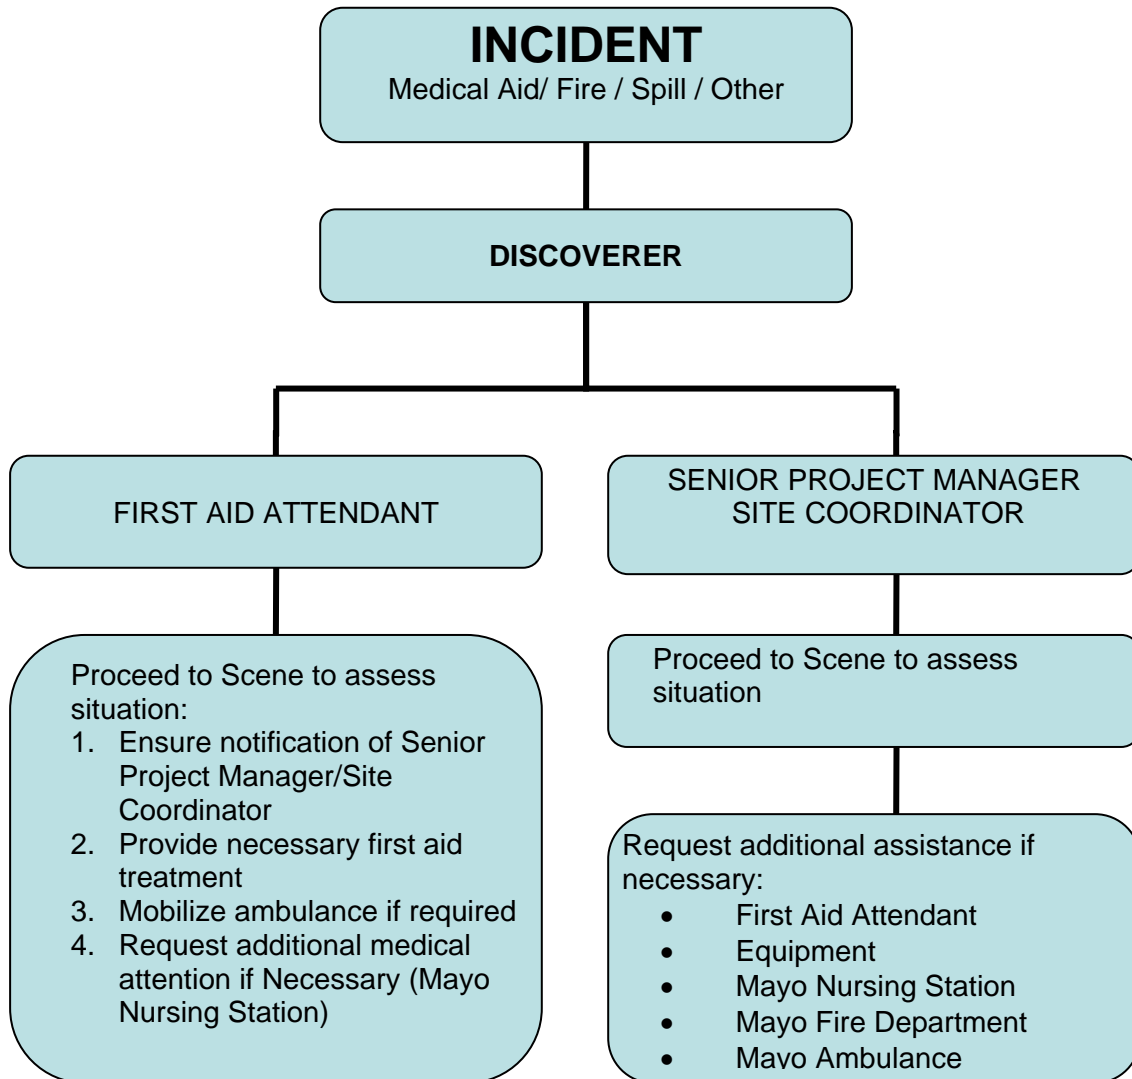 INCIDENT
Medical Aid/ Fire / Spill / Other
DISCOVERER
FIRST AID ATTENDANT
SENIOR PROJECT MANAGER
SITE COORDINATOR
Proceed to Scene to assess
situation:
1. Ensure notification of Senior
Project Manager/Site
Coordinator
2. Provide necessary first aid
treatment
3. Mobilize ambulance if required
4. Request additional medical
attention if Necessary (Mayo
Nursing Station)
Proceed to Scene to assess
situation
Request additional assistance if
necessary:
• First Aid Attendant
• Equipment
• Mayo Nursing Station
• Mayo Fire Department
• Mayo Ambulance